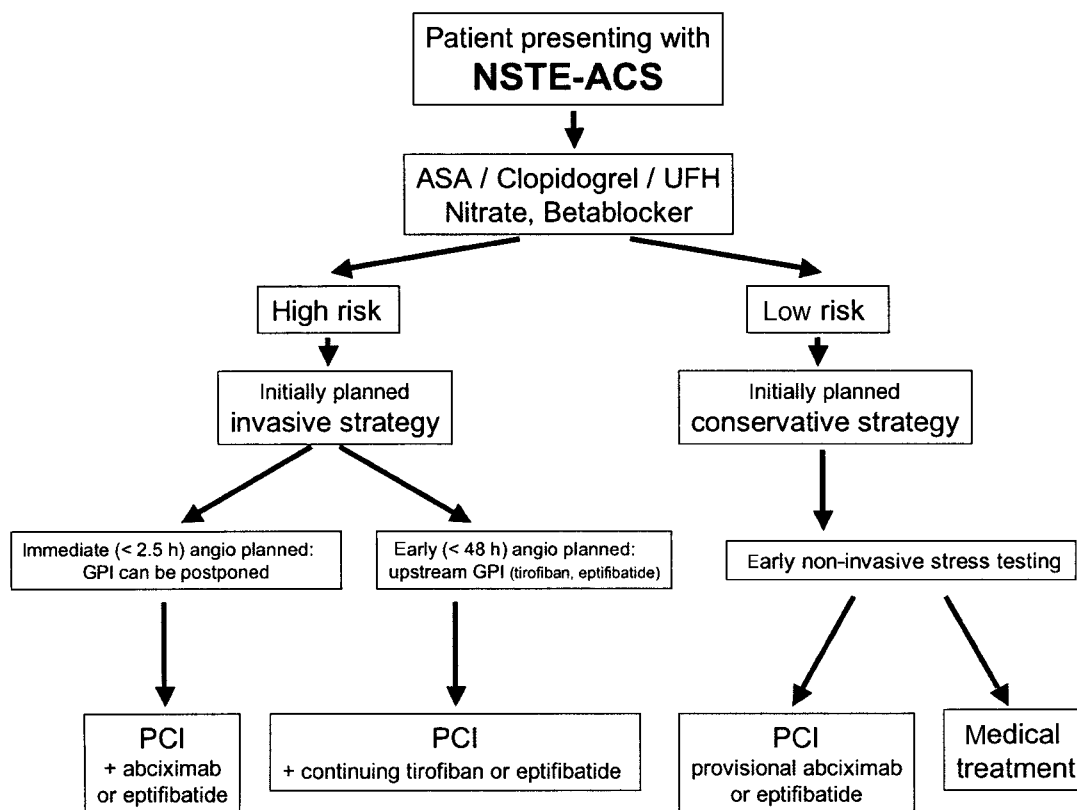 Patient presenting with
NSTE-ACS
ASA / Clopidogrel / UFH
Nitrate, Betablocker
High risk
Low risk
Initially planned
invasive strategy
Initially planned
conservative strategy
Immediate (< 2.5 h) angio planned:
GPI can be postponed
Early (< 48 h) angio planned:
upstream GPI (tirofiban, eptifibatide)
Early non-invasive stress testing
PCI
+ abciximab
or eptifibatide
PCI
+ continuing tirofiban or eptifibatide
PCI
provisional abciximab
or eptifibatide
Medical
treatment